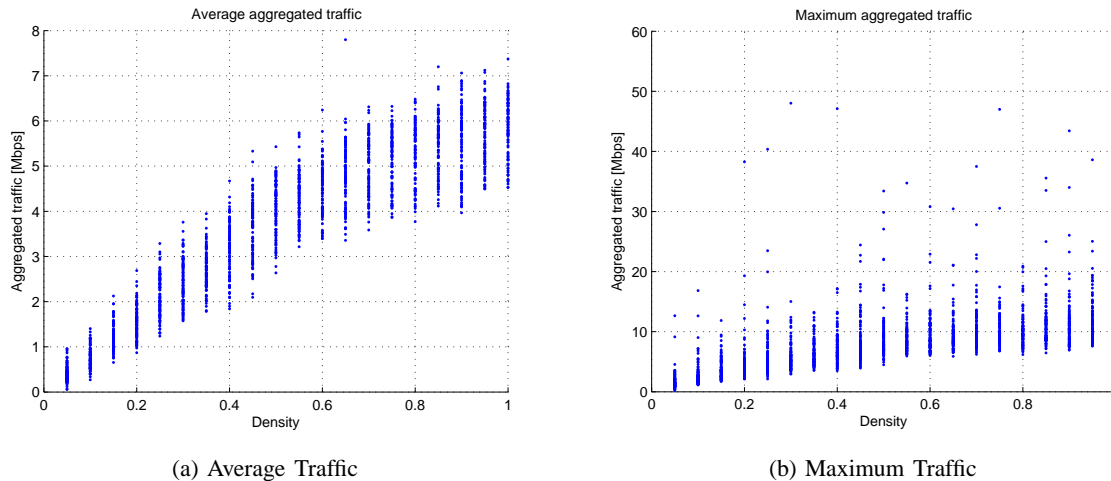 Average aggregated traffic
Aggregated traffic [Mbps]
8
7
6
5
4
3
2
1
0
0 0.2 0.4 0.6 0.8 1
Density
(a) Average Traffic
Maximum aggregated traffic
Aggregated traffic [Mbps]
60
50
40
30
20
10
0
0 0.2 0.4 0.6 0.8
Density
(b) Maximum Traffic